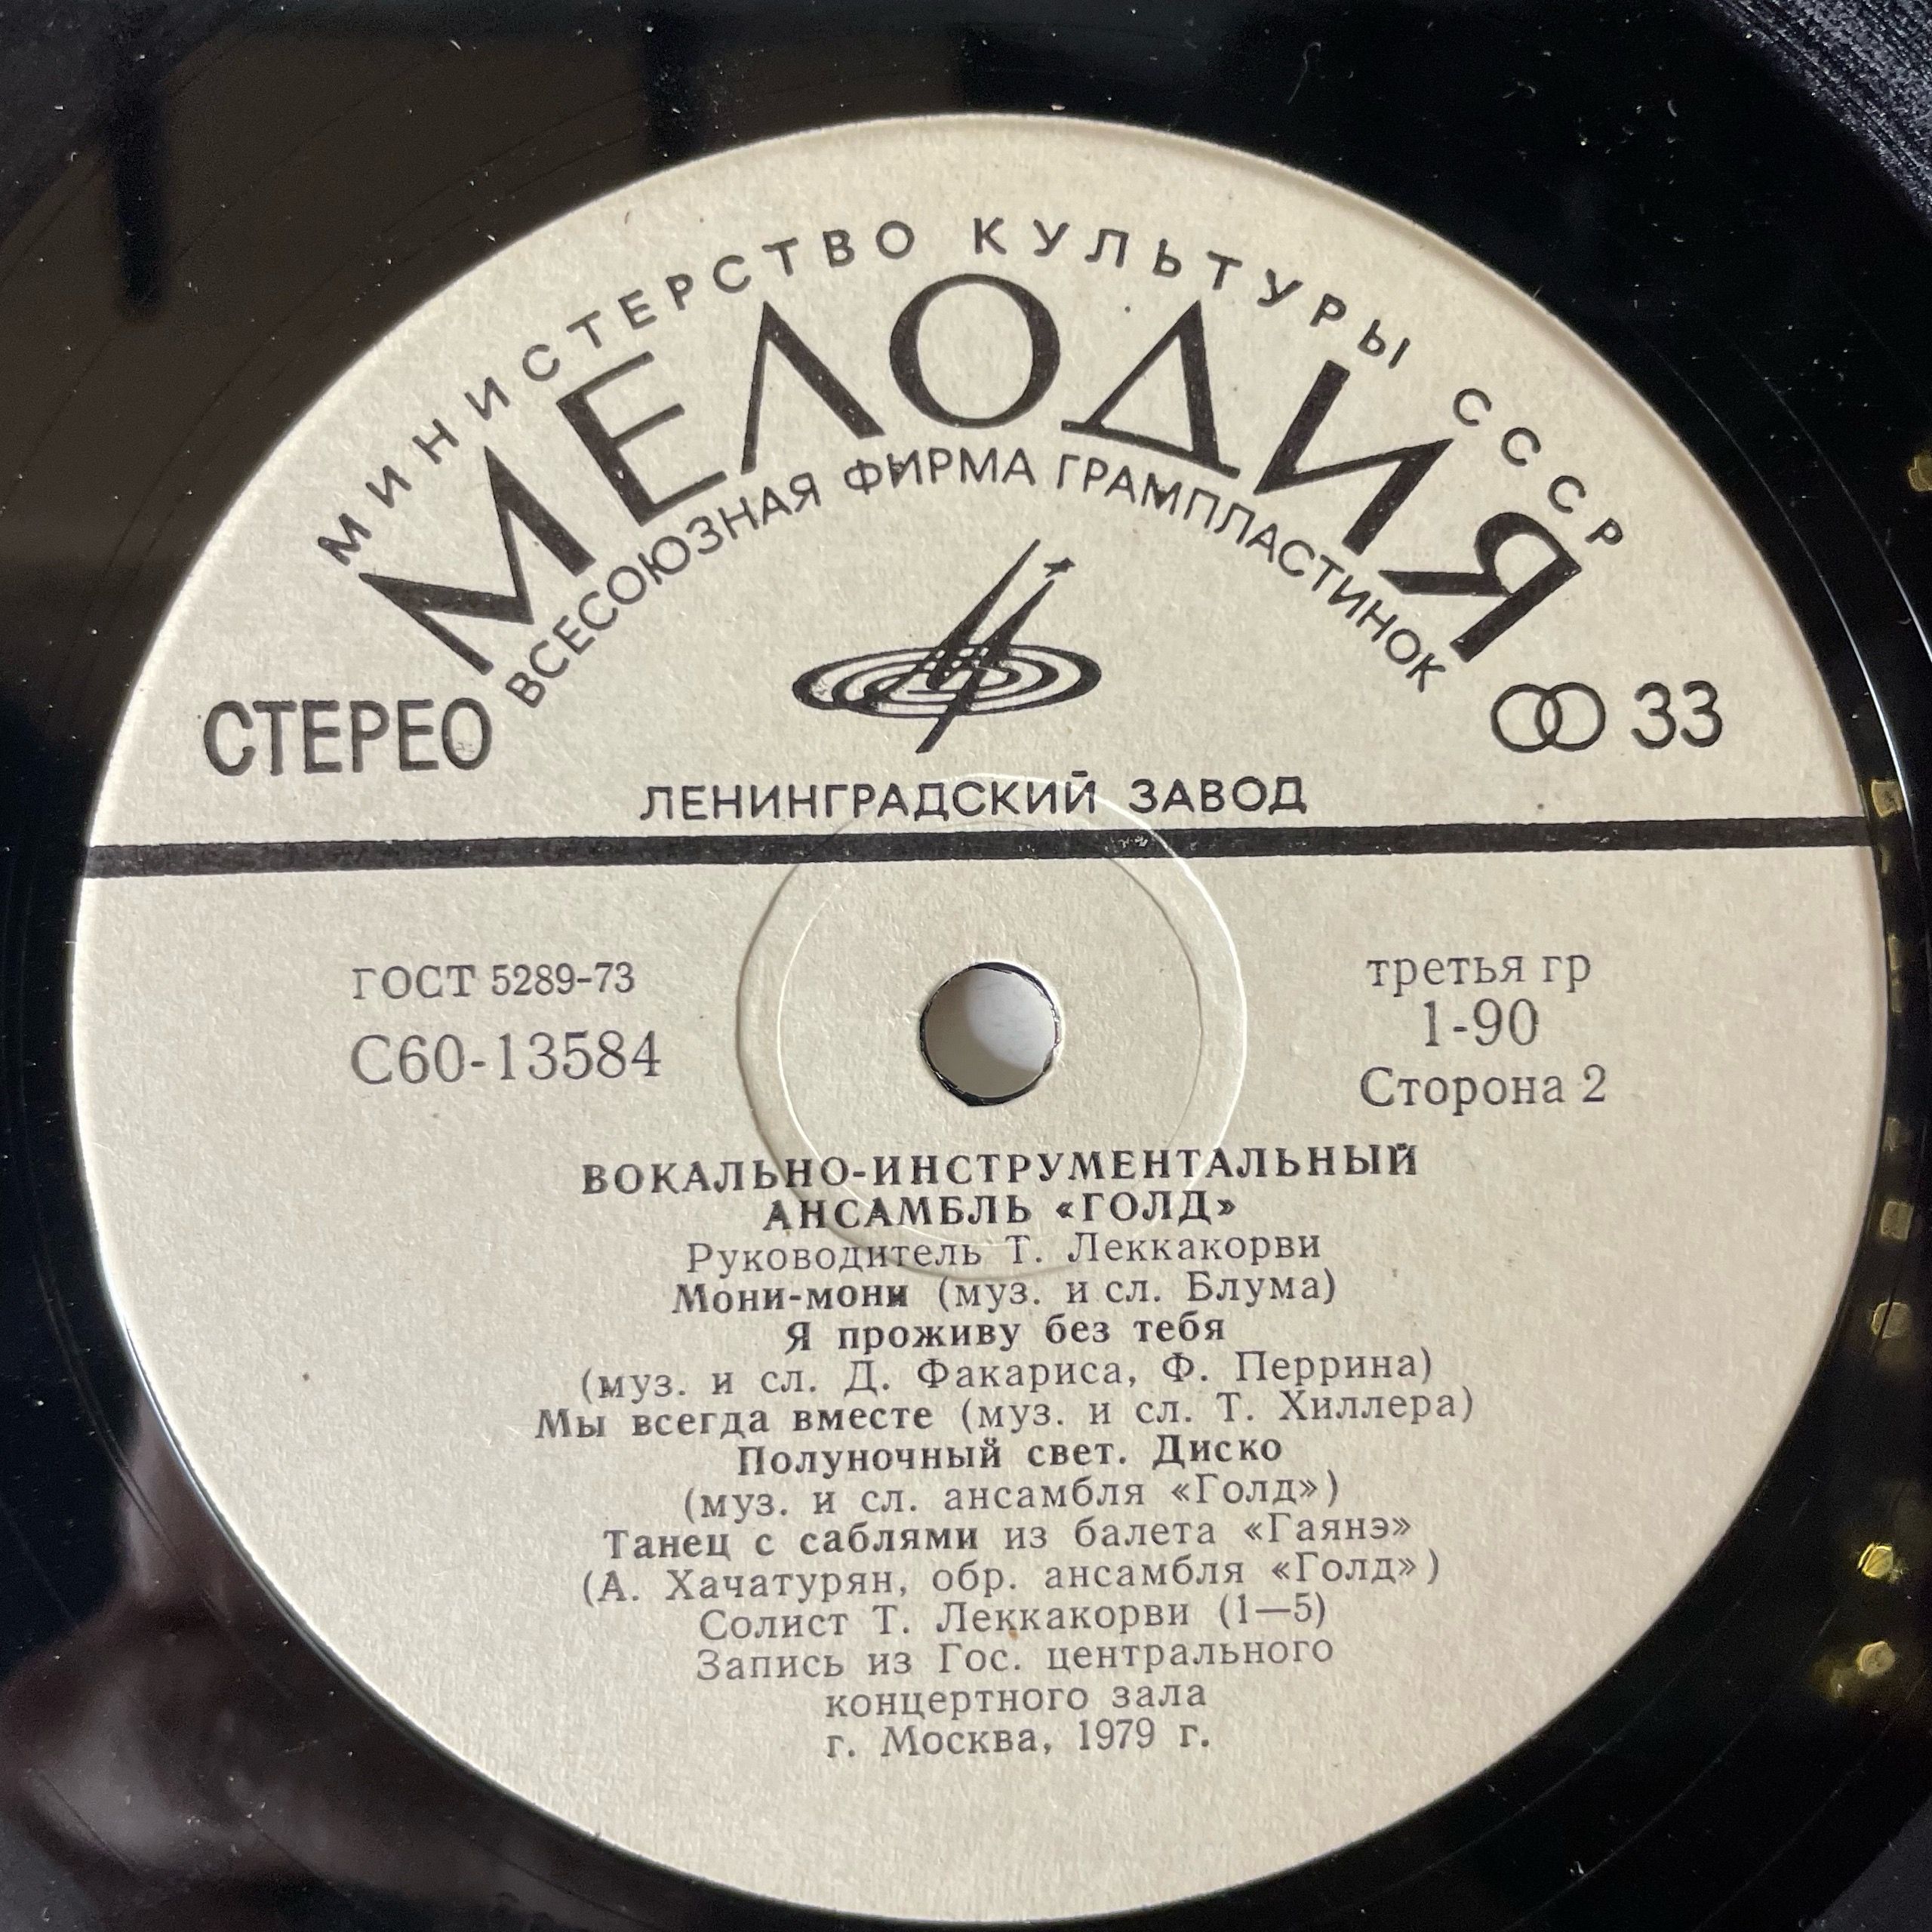 МИНИСТЕРСТВО КУЛЬТУРЫ СССР
МЕЛОДИЯ
ВСЕСОЮЗНАЯ ФИРМА ГРАМПЛАСТИНОК
СТЕРЕО
33
ЛЕНИНГРАДСКИЙ ЗАВОД
ГОСТ 5289-73
С60-13584
третья гр
1-90
Сторона 2
ВОКАЛЬНО-ИНСТРУМЕНТАЛЬНЫЙ
АНСАМБЛЬ «ГОЛД»
Руководитель Т. Леккакорви
Мони-мони (муз. и сл. Блума)
Я проживу без тебя
(муз. и сл. Д. Факариса, Ф. Перрина)
Мы всегда вместе (муз. и сл. Т. Хиллера)
Полуночный свет. Диско
(муз. и сл. ансамбля «Голд»)
Танец с саблями из балета «Гаянэ»
(А. Хачатурян, обр. ансамбля «Голд»)
Солист Т. Леккакорви (1—5)
Запись из Гос. центрального
концертного зала
г. Москва, 1979 г.